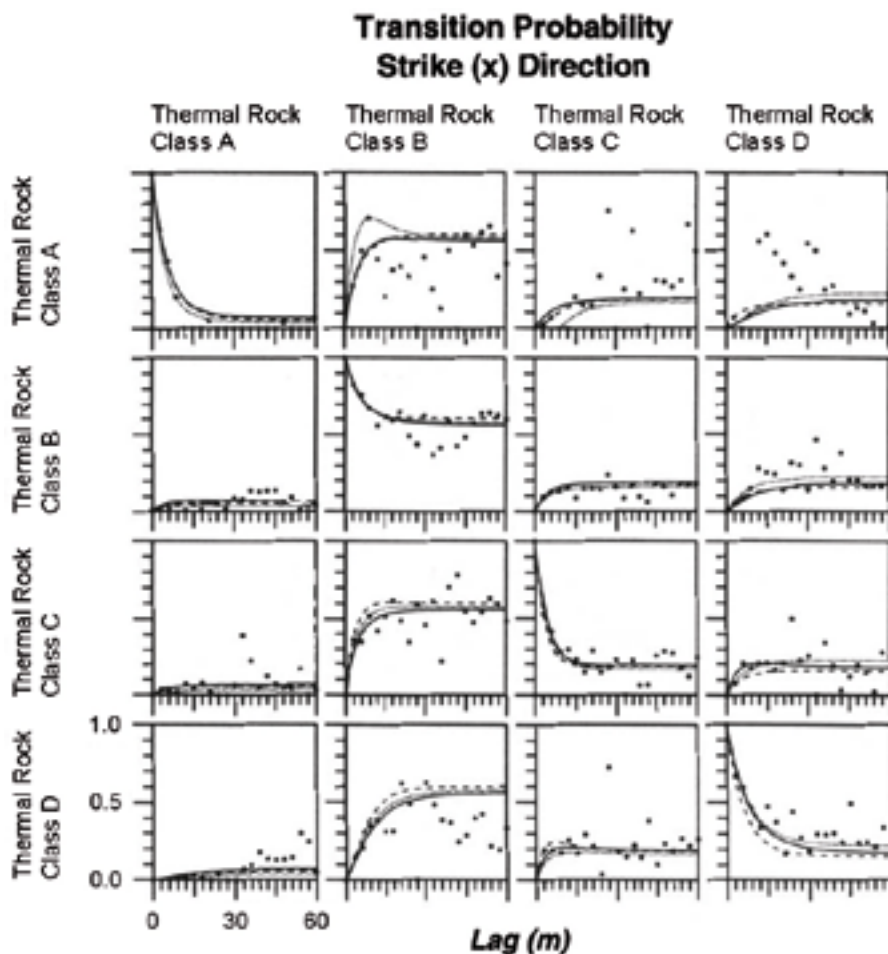 Transition Probability
Strike (x) Direction
Thermal Rock
Class A
Thermal Rock
Class B
Thermal Rock
Class C
Thermal Rock
Class D
Thermal Rock
Class A
Thermal Rock
Class B
Thermal Rock
Class C
Thermal Rock
Class D
1.0
0.5
0.0
0
30
60
Lag (m)